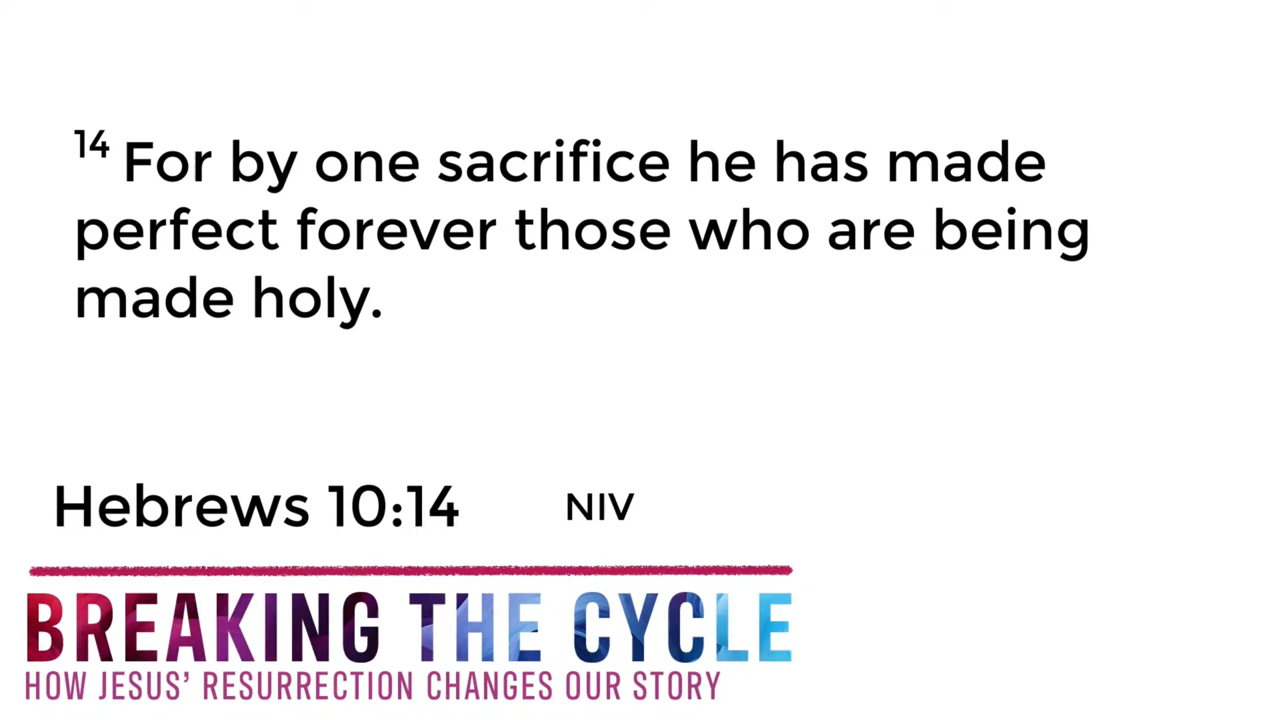 14 For by one sacrifice he has made
perfect forever those who are being
made holy.
Hebrews 10:14 NIV
BREAKING THE CYCLE
HOW JESUS’ RESURRECTION CHANGES OUR STORY